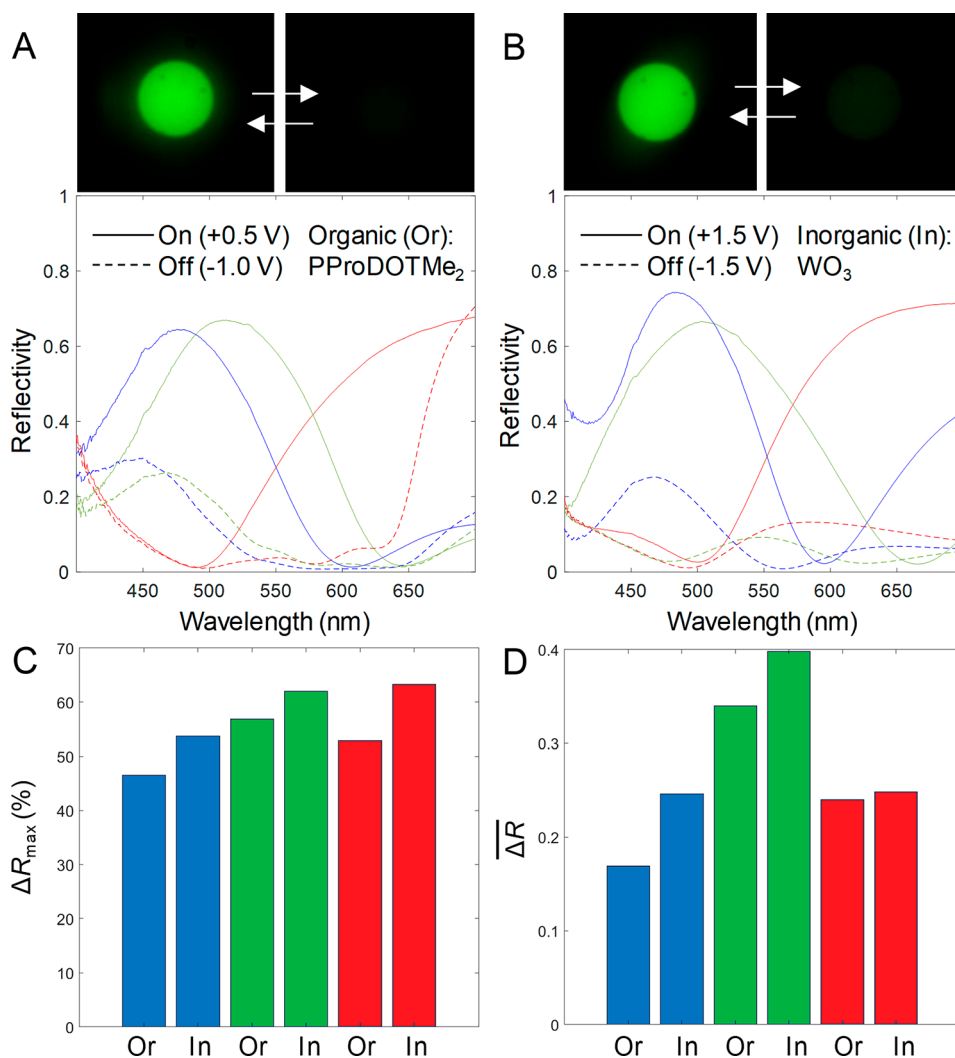 A
B
1
0.8
0.6
0.4
0.2
0
Reflectivity
On (+0.5 V) Organic (Or):
Off (-1.0 V) PProDOTMe₂
450 500 550 600 650
Wavelength (nm)
1
0.8
0.6
0.4
0.2
0
Reflectivity
On (+1.5 V) Inorganic (In):
Off (-1.5 V) WO₃
450 500 550 600 650
Wavelength (nm)
C
70
60
50
40
30
20
10
0
ΔRmax (%)
Or In Or In Or In
D
0.4
0.3
0.2
0.1
0
ΔR
Or In Or In Or In